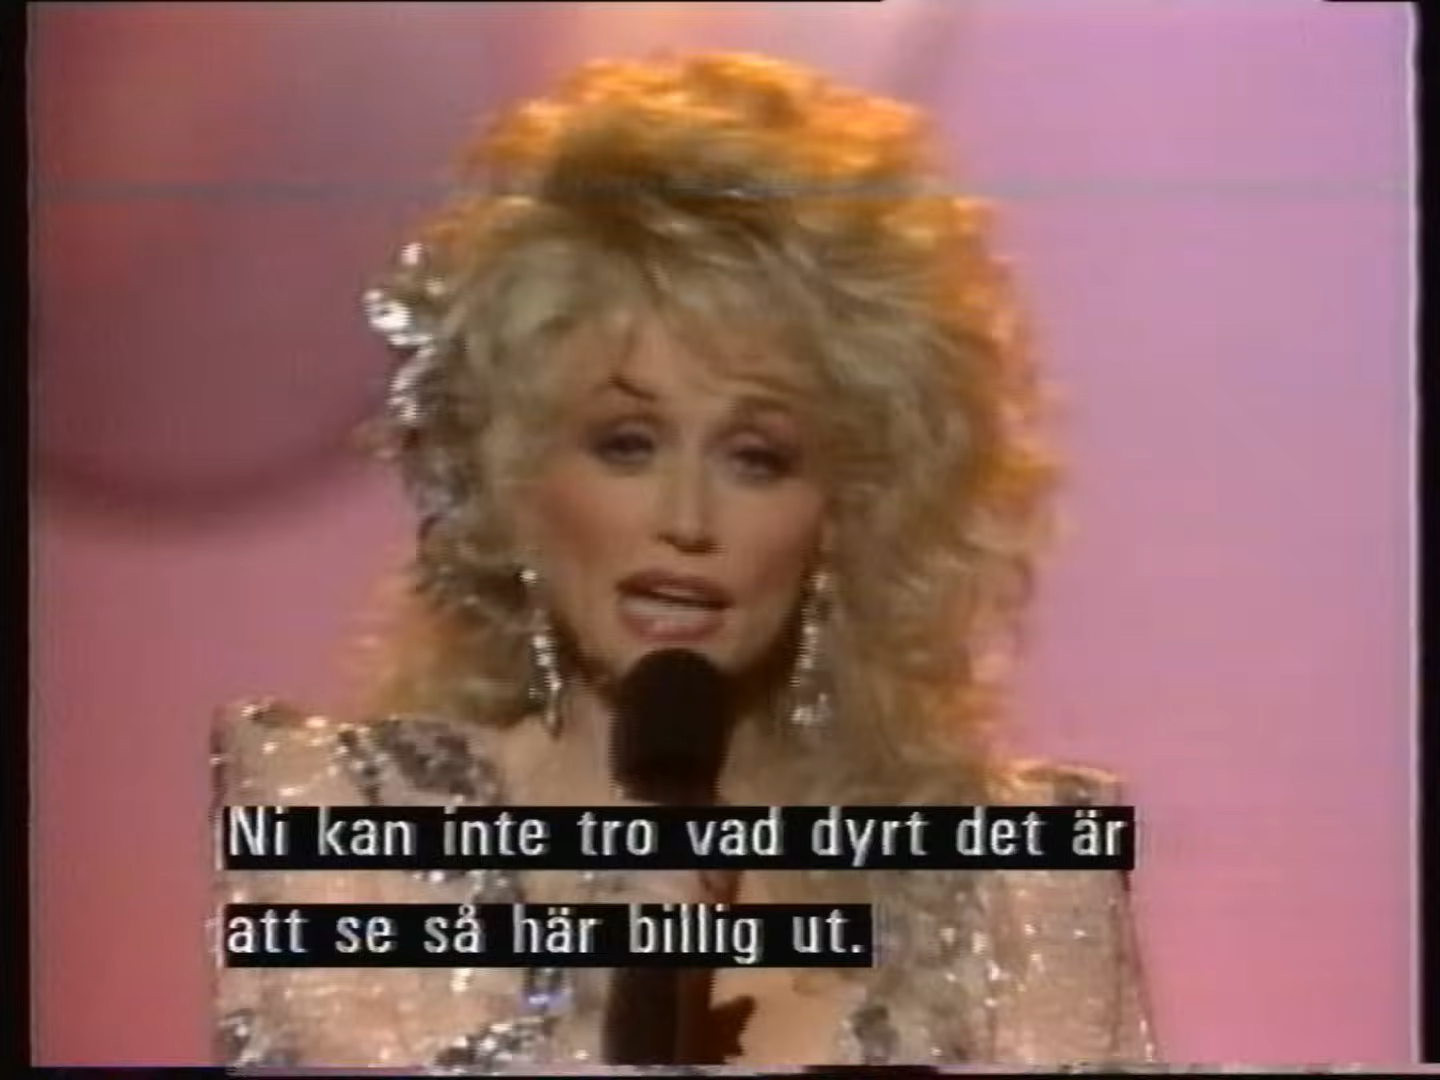 Ni kan inte tro vad dyrt det är
att se så här billig ut.